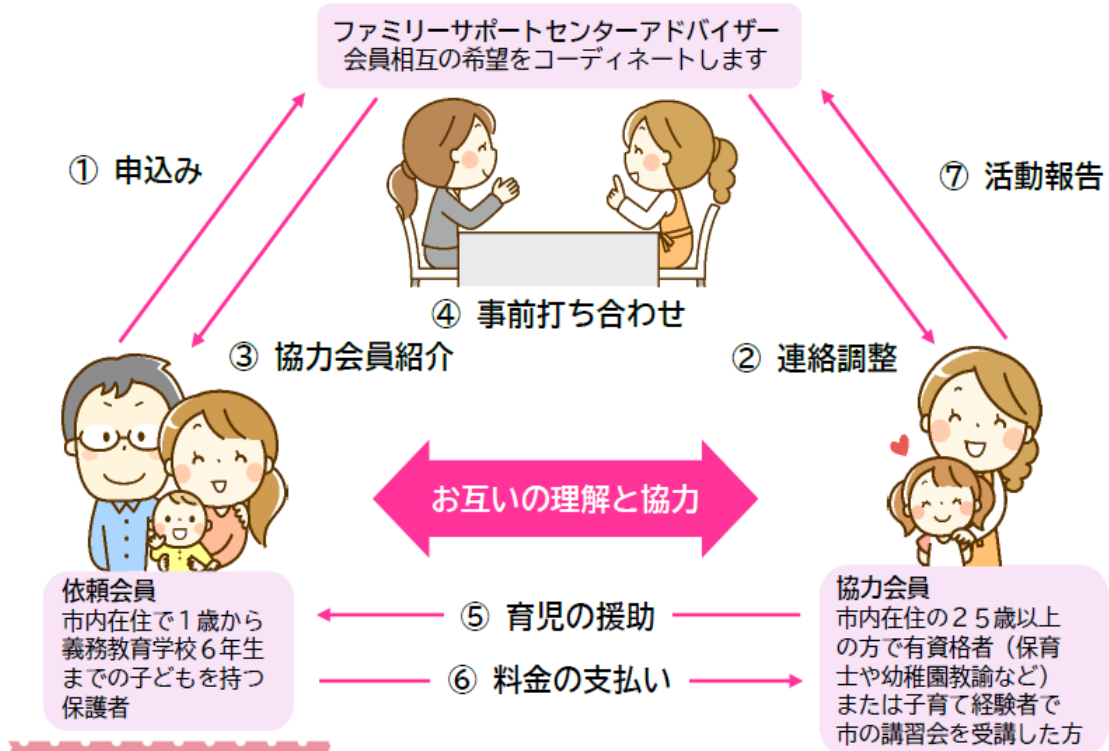 ファミリーサポートセンターアドバイザー
会員相互の希望をコーディネートします
① 申込み
⑦ 活動報告
④ 事前打ち合わせ
③ 協力会員紹介
② 連絡調整
お互いの理解と協力
依頼会員
市内在住で1歳から
義務教育学校6年生
までの子どもを持つ
保護者
⑤ 育児の援助
⑥ 料金の支払い
協力会員
市内在住の25歳以上
の方で有資格者（保育
士や幼稚園教諭など）
または子育て経験者で
市の講習会を受講した方